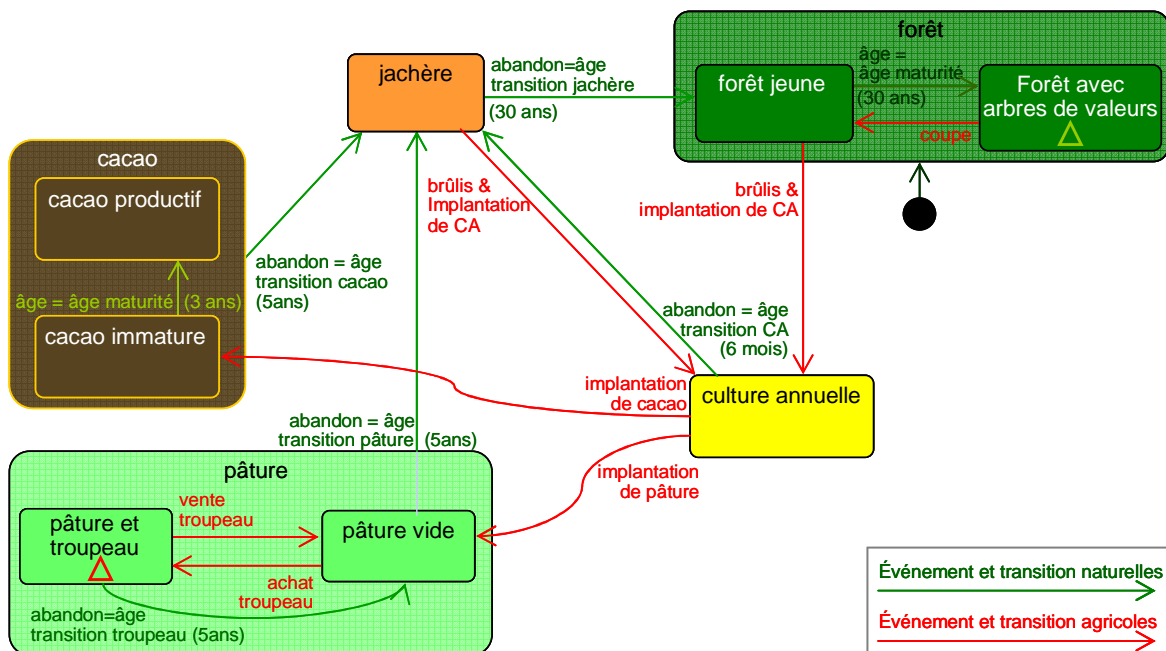 forêt
jachère
abandon=âge
transition jachère
(30 ans)
forêt jeune
âge =
âge maturité
(30 ans)
Forêt avec
arbres de valeurs
coupe
cacao
cacao productif
âge = âge maturité (3 ans)
cacao immature
abandon = âge
transition cacao
(5ans)
brûlis &
Implantation
de CA
brûlis &
implantation de CA
abandon = âge
transition CA
(6 mois)
culture annuelle
implantation
de cacao
implantation
de pâture
abandon = âge
transition pâture (5ans)
pâture
pâture et
troupeau
vente
troupeau
pâture vide
achat
troupeau
abandon=âge
transition troupeau (5ans)
Événement et transition naturelles
Événement et transition agricoles